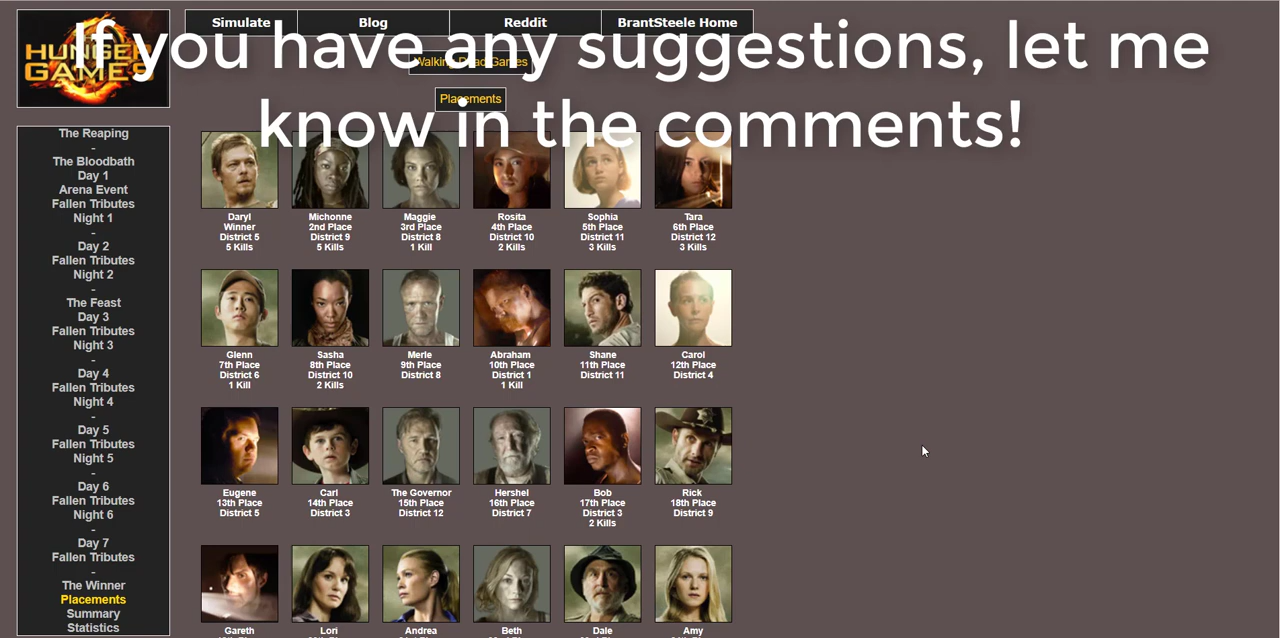 Simulate Blog Reddit BrantSteele Home
HUNGER
GAMES
If you have any suggestions, let me
know in the comments!
Walking Dead Games
Placements
The Reaping
-
The Bloodbath
Day 1
Arena Event
Fallen Tributes
Night 1
-
Day 2
Fallen Tributes
Night 2
-
The Feast
Day 3
Fallen Tributes
Night 3
-
Day 4
Fallen Tributes
Night 4
-
Day 5
Fallen Tributes
Night 5
-
Day 6
Fallen Tributes
Night 6
-
Day 7
Fallen Tributes
-
The Winner
Placements
Summary
Statistics
Daryl Michonne Maggie Rosita Sophia Tara
Winner 2nd Place 3rd Place 4th Place 5th Place 6th Place
District 5 District 9 District 8 District 10 District 11 District 12
5 Kills 5 Kills 1 Kill 2 Kills 3 Kills 3 Kills
Glenn Sasha Merle Abraham Shane Carol
7th Place 8th Place 9th Place 10th Place 11th Place 12th Place
District 6 District 10 District 8 District 1 District 11 District 4
1 Kill 2 Kills 1 Kill
Eugene Carl The Governor Hershel Bob Rick
13th Place 14th Place 15th Place 16th Place 17th Place 18th Place
District 5 District 3 District 12 District 7 District 3 District 9
2 Kills
Gareth Lori Andrea Beth Dale Amy